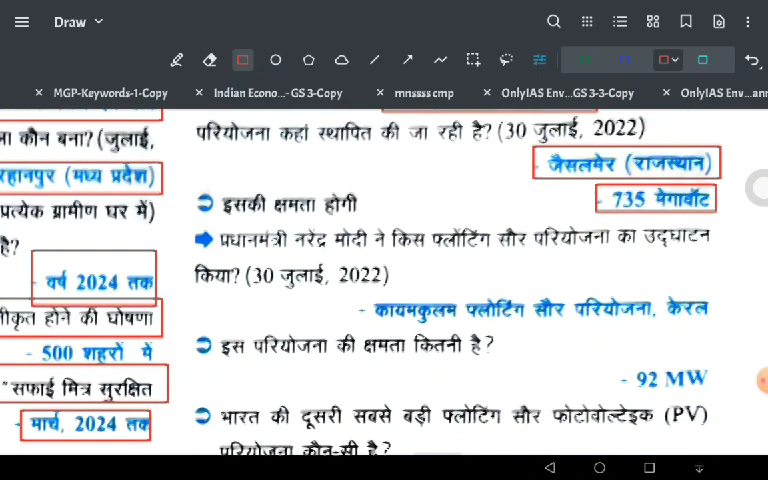 Draw
MGP-Keywords-1-Copy
Indian Econo...-GS 3-Copy
mnssss cmp
OnlyIAS Env...GS 3-3-Copy
OnlyIAS Env...anr
कौन बना? (जुलाई,
रहानपुर (मध्य प्रदेश)
प्रत्येक ग्रामीण घर में)
है?
- वर्ष 2024 तक
कृत होने की घोषणा
- 500 शहरों में
"सफाई मित्र सुरक्षित
- मार्च, 2024 तक
परियोजना कहां स्थापित की जा रही है? (30 जुलाई, 2022)
- जैसलमेर (राजस्थान)
इसकी क्षमता होगी
- 735 मेगावॉट
प्रधानमंत्री नरेंद्र मोदी ने किस फ्लोटिंग सौर परियोजना का उद्घाटन
किया? (30 जुलाई, 2022)
- कायमकुलम फ्लोटिंग सौर परियोजना, केरल
इस परियोजना की क्षमता कितनी है?
- 92 MW
भारत की दूसरी सबसे बड़ी फ्लोटिंग सौर फोटोवोल्टेइक (PV)
परियोजना कौन-सी है?